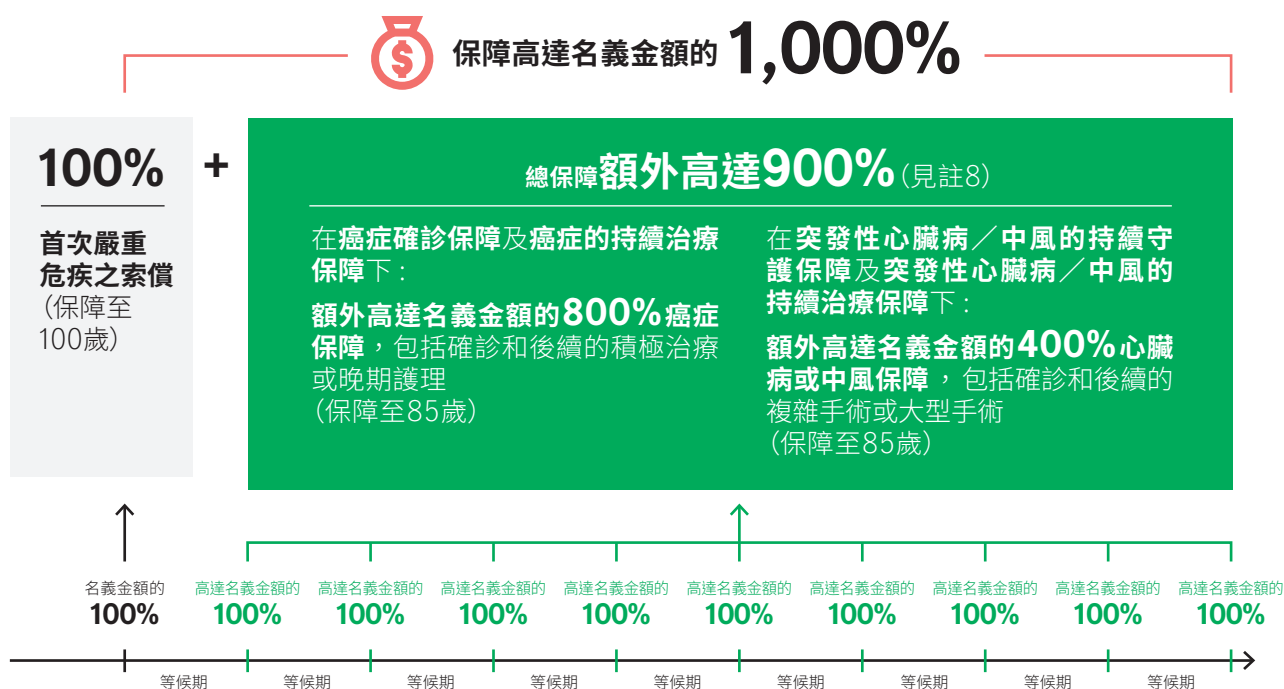 保障高達名義金額的1,000%
100%
首次嚴重
危疾之索償
(保障至
100歲)
+
總保障額外高達900%(見註8)
在癌症確診保障及癌症的持續治療
保障下:
額外高達名義金額的800%癌症
保障,包括確診和後續的積極治療
或晚期護理
(保障至85歲)
在突發性心臟病／中風的持續守
護保障及突發性心臟病／中風的
持續治療保障下:
額外高達名義金額的400%心臟
病或中風保障,包括確診和後續的
複雜手術或大型手術
(保障至85歲)
名義金額的 高達名義金額的 高達名義金額的 高達名義金額的 高達名義金額的 高達名義金額的 高達名義金額的 高達名義金額的 高達名義金額的 高達名義金額的
100% 100% 100% 100% 100% 100% 100% 100% 100% 100%
等候期 等候期 等候期 等候期 等候期 等候期 等候期 等候期 等候期